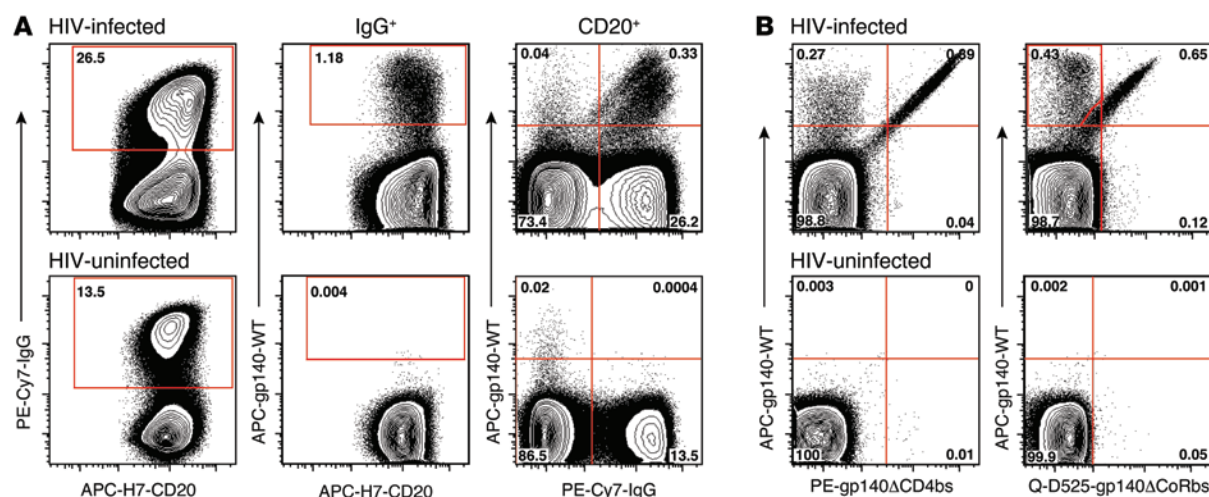 A
HIV-infected
IgG⁺
CD20⁺
B
HIV-infected
26.5
1.18
0.04
0.33
0.27
0.89
0.43
0.65
73.4
26.2
98.8
0.04
98.7
0.12
HIV-uninfected
HIV-uninfected
13.5
0.004
0.02
0.0004
0.003
0
0.002
0.001
86.5
13.5
100
0.01
99.9
0.05
PE-Cy7-IgG
APC-gp140-WT
APC-gp140-WT
APC-gp140-WT
APC-gp140-WT
APC-H7-CD20
APC-H7-CD20
PE-Cy7-IgG
PE-gp140ΔCD4bs
Q-D525-gp140ΔCoRbs